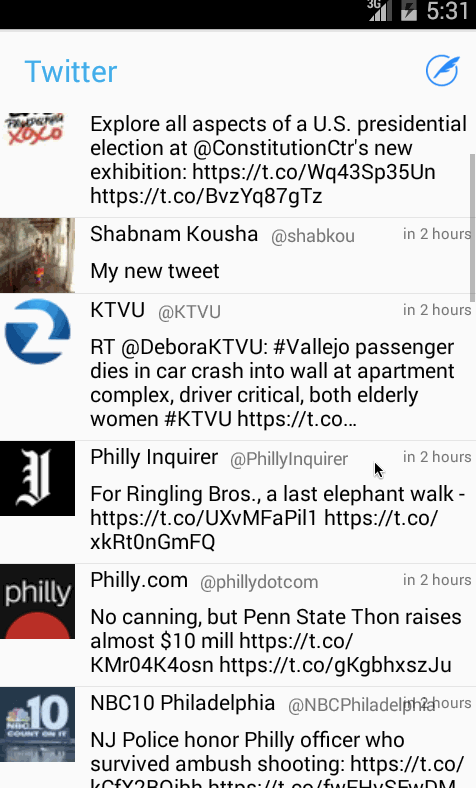 3G 5:31
Twitter
XOXO
Explore all aspects of a U.S. presidential
election at @ConstitutionCtr's new
exhibition: https://t.co/Wq43Sp35Un
https://t.co/BvzYq87gTz
Shabnam Kousha @shabkou in 2 hours
My new tweet
KTVU @KTVU in 2 hours
2
RT @DeboraKTVU: #Vallejo passenger
dies in car crash into wall at apartment
complex, driver critical, both elderly
women #KTVU https://t.co…
Philly Inquirer @PhillyInquirer in 2 hours
I
For Ringling Bros., a last elephant walk -
https://t.co/UXvMFaPil1 https://t.co/
xkRt0nGmFQ
Philly.com @phillydotcom in 2 hours
philly
No canning, but Penn State Thon raises
almost $10 mill https://t.co/
KMr04K4osn https://t.co/gKgbhxszJu
NBC10 Philadelphia @NBCPhiladelphia in 2 hours
NBC 10
COUNT ON IT
NJ Police honor Philly officer who
survived ambush shooting: https://t.co/